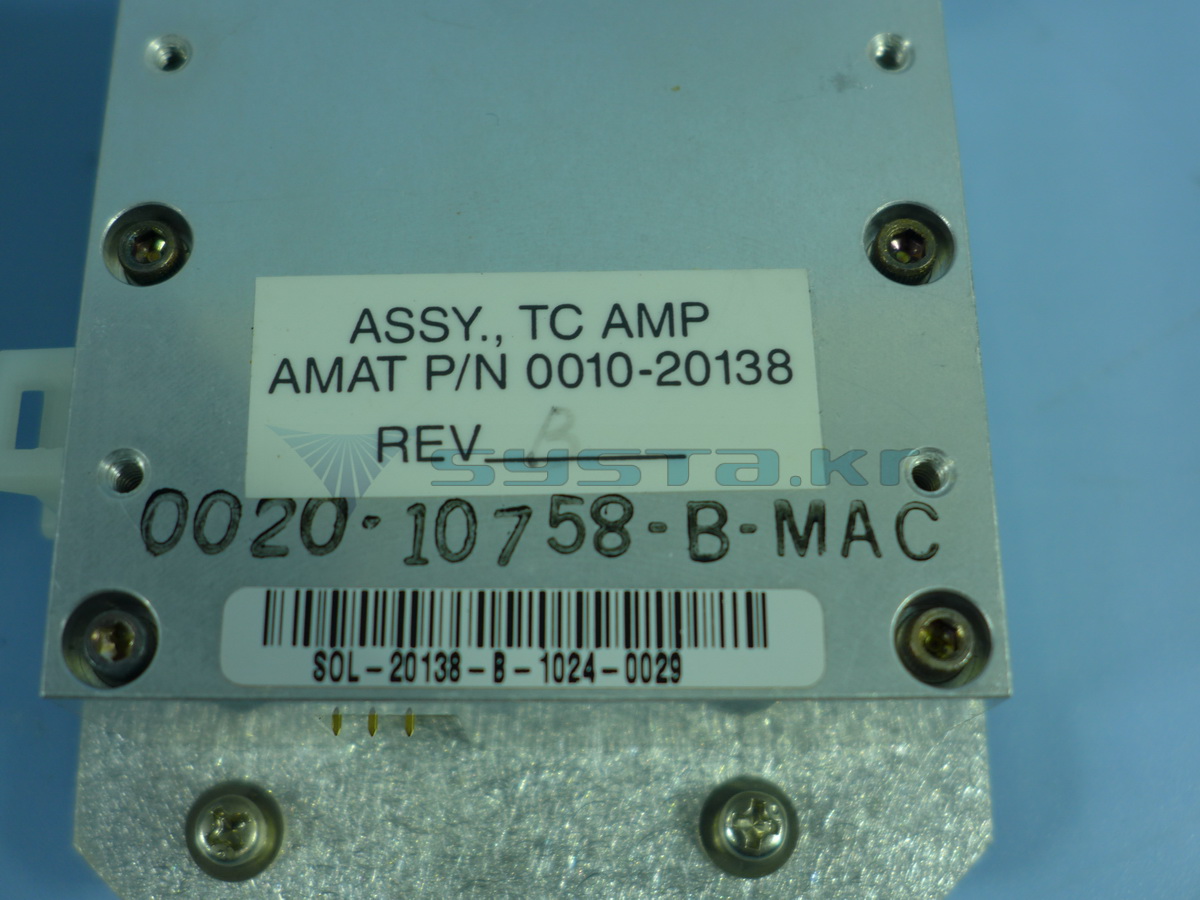 ASSY., TC AMP
AMAT P/N 0010-20138
REV B
systa.kr
0020-10758-B-MAC
SOL-20138-B-1024-0029